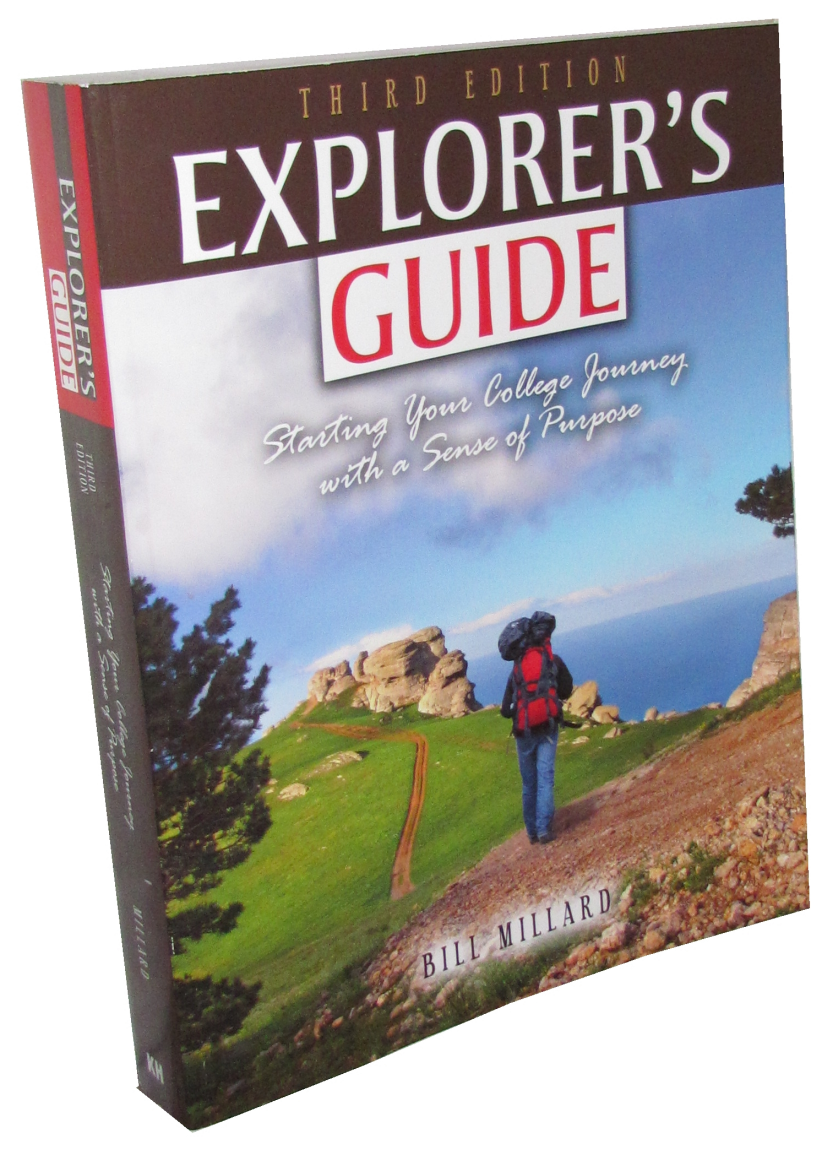 THIRD EDITION
EXPLORER'S
GUIDE
Starting Your College Journey
with a Sense of Purpose
BILL MILLARD
EXPLORER'S
GUIDE
THIRD
EDITION
Starting Your College Journey
with a Sense of Purpose
MILLARD
KH